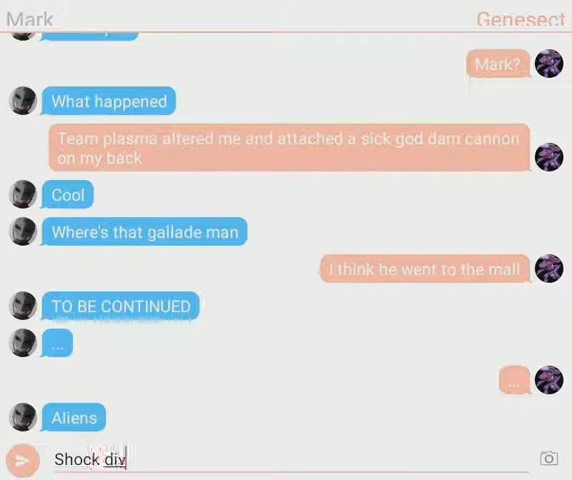 Mark
Genesect
Mark?
What happened
Team plasma altered me and attached a sick god dam cannon
on my back
Cool
Where's that gallade man
I think he went to the mall
TO BE CONTINUED
...
...
Aliens
Shock div